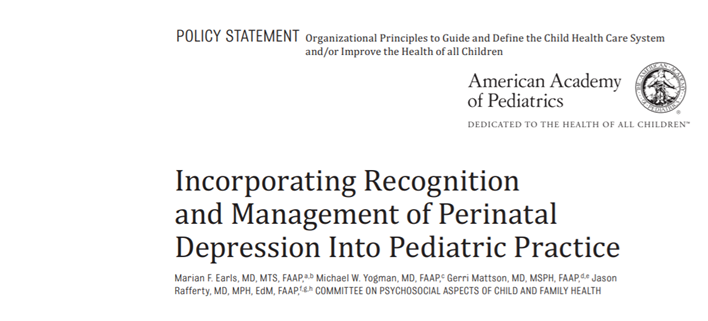 POLICY STATEMENT Organizational Principles to Guide and Define the Child Health Care System
and/or Improve the Health of all Children
American Academy
of Pediatrics
DEDICATED TO THE HEALTH OF ALL CHILDREN™
Incorporating Recognition
and Management of Perinatal
Depression Into Pediatric Practice
Marian F. Earls, MD, MTS, FAAP,a,b Michael W. Yogman, MD, FAAP,c Gerri Mattson, MD, MSPH, FAAP,d,e Jason
Rafferty, MD, MPH, EdM, FAAP,f,g,h COMMITTEE ON PSYCHOSOCIAL ASPECTS OF CHILD AND FAMILY HEALTH